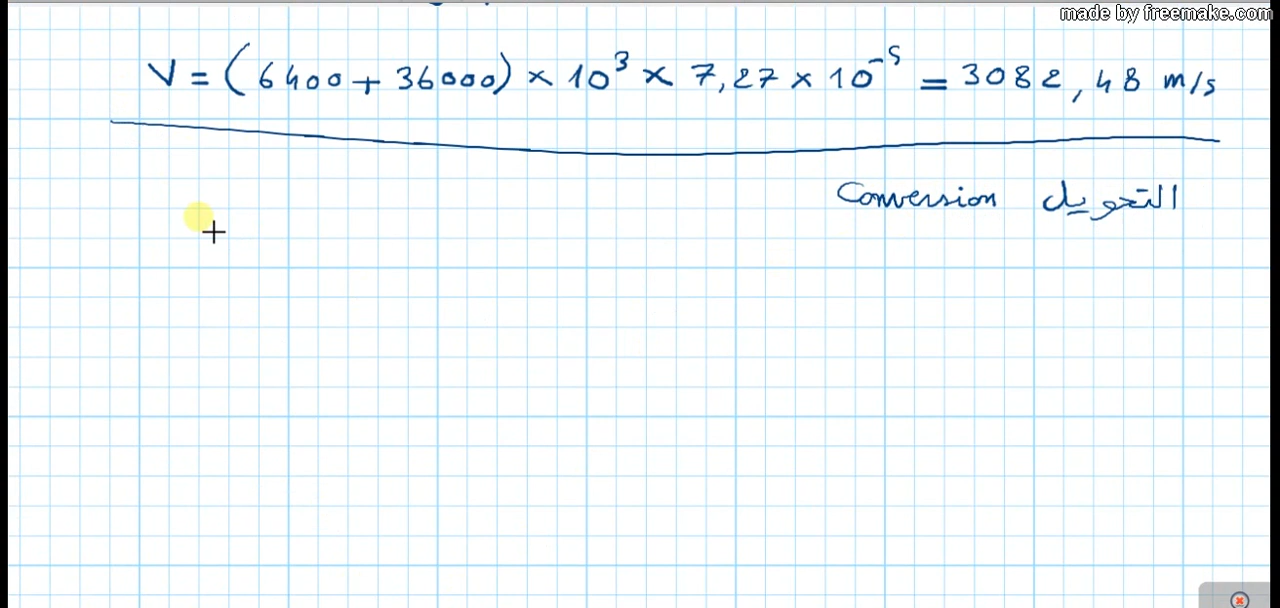 made by freemake.com
V = (6400 + 36000) × 10³ × 7,27 × 10⁻⁵ = 3082,48 m/s
Conversion التحويل